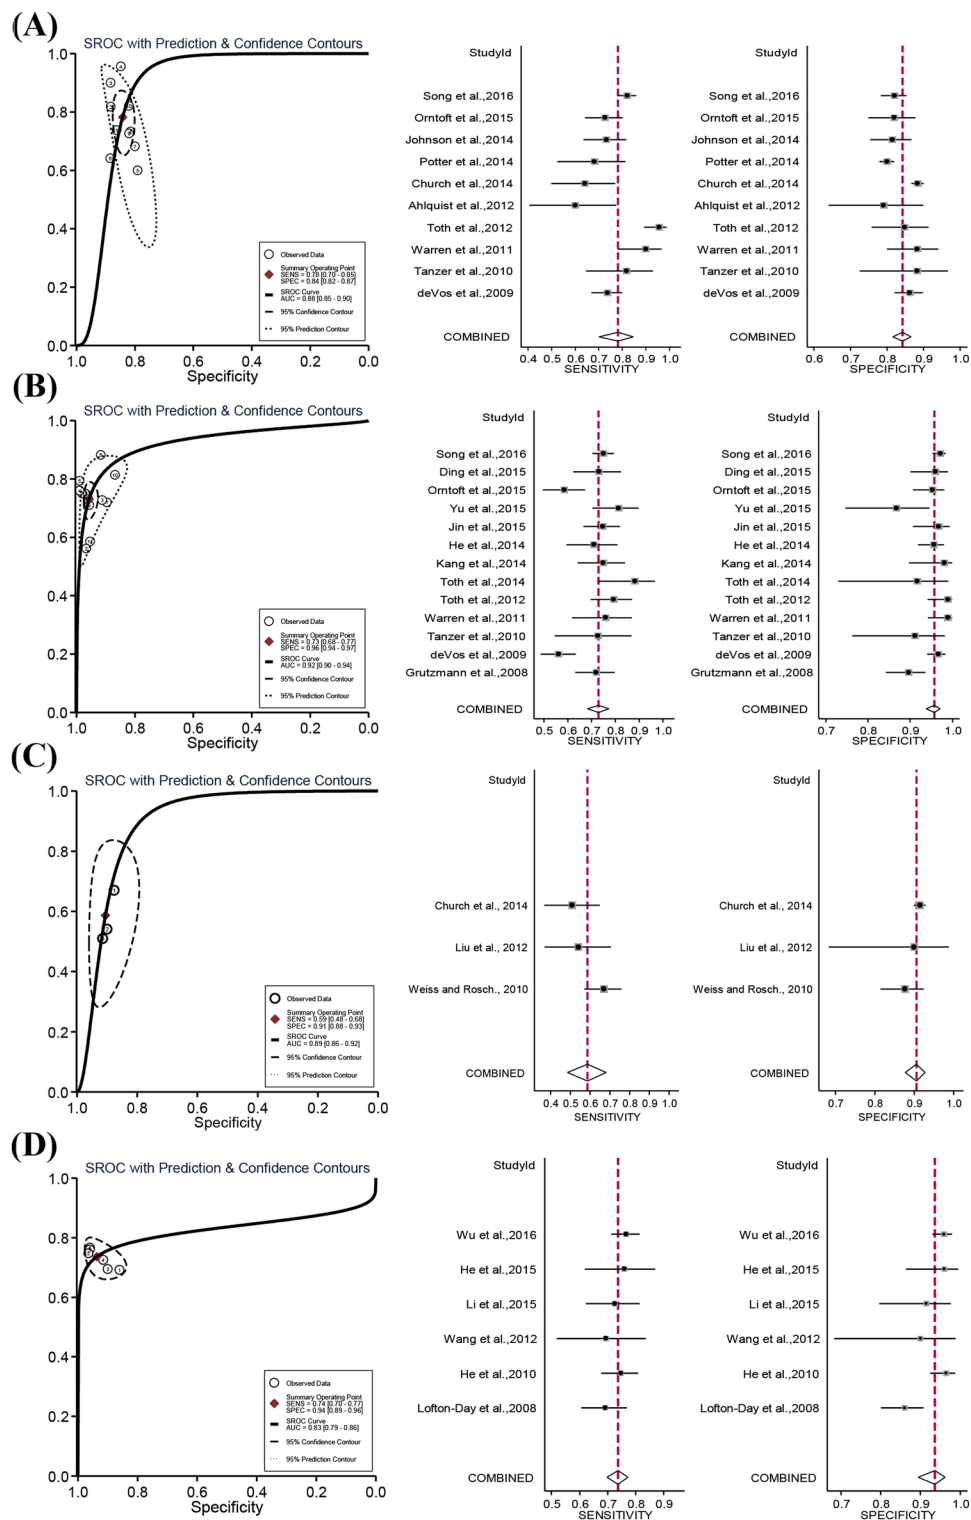 (A)
SROC with Prediction & Confidence Contours
1.0
0.8
0.6
0.4
0.2
0.0
1.0
0.8
0.6
0.4
0.2
0.0
Specificity
Observed Data
Summary Operating Point
SENS = 0.78 [0.70 - 0.85]
SPEC = 0.84 [0.82 - 0.87]
SROC Curve
AUC = 0.88 [0.85 - 0.90]
95% Confidence Contour
95% Prediction Contour
StudyId
Song et al.,2016
Orntoft et al.,2015
Johnson et al.,2014
Potter et al.,2014
Church et al.,2014
Ahlquist et al.,2012
Toth et al.,2012
Warren et al.,2011
Tanzer et al.,2010
deVos et al.,2009
COMBINED
0.4 0.5 0.6 0.7 0.8 0.9 1.0
SENSITIVITY
StudyId
Song et al.,2016
Orntoft et al.,2015
Johnson et al.,2014
Potter et al.,2014
Church et al.,2014
Ahlquist et al.,2012
Toth et al.,2012
Warren et al.,2011
Tanzer et al.,2010
deVos et al.,2009
COMBINED
0.6 0.7 0.8 0.9 1.0
SPECIFICITY
(B)
SROC with Prediction & Confidence Contours
1.0
0.8
0.6
0.4
0.2
0.0
1.0
0.8
0.6
0.4
0.2
0.0
Specificity
Observed Data
Summary Operating Point
SENS = 0.73 [0.68 - 0.77]
SPEC = 0.96 [0.94 - 0.97]
SROC Curve
AUC = 0.92 [0.90 - 0.94]
95% Confidence Contour
95% Prediction Contour
StudyId
Song et al.,2016
Ding et al.,2015
Orntoft et al.,2015
Yu et al.,2015
Jin et al.,2015
He et al.,2014
Kang et al.,2014
Toth et al.,2014
Toth et al.,2012
Warren et al.,2011
Tanzer et al.,2010
deVos et al.,2009
Grutzmann et al.,2008
COMBINED
0.5 0.6 0.7 0.8 0.9 1.0
SENSITIVITY
StudyId
Song et al.,2016
Ding et al.,2015
Orntoft et al.,2015
Yu et al.,2015
Jin et al.,2015
He et al.,2014
Kang et al.,2014
Toth et al.,2014
Toth et al.,2012
Warren et al.,2011
Tanzer et al.,2010
deVos et al.,2009
Grutzmann et al.,2008
COMBINED
0.7 0.8 0.9 1.0
SPECIFICITY
(C)
SROC with Prediction & Confidence Contours
1.0
0.8
0.6
0.4
0.2
0.0
1.0
0.8
0.6
0.4
0.2
0.0
Specificity
Observed Data
Summary Operating Point
SENS = 0.59 [0.48 - 0.68]
SPEC = 0.91 [0.88 - 0.93]
SROC Curve
AUC = 0.89 [0.86 - 0.92]
95% Confidence Contour
95% Prediction Contour
StudyId
Church et al., 2014
Liu et al., 2012
Weiss and Rosch., 2010
COMBINED
0.4 0.5 0.6 0.7 0.8 0.9 1.0
SENSITIVITY
StudyId
Church et al., 2014
Liu et al., 2012
Weiss and Rosch., 2010
COMBINED
0.7 0.8 0.9 1.0
SPECIFICITY
(D)
SROC with Prediction & Confidence Contours
1.0
0.8
0.6
0.4
0.2
0.0
1.0
0.8
0.6
0.4
0.2
0.0
Specificity
Observed Data
Summary Operating Point
SENS = 0.74 [0.70 - 0.77]
SPEC = 0.94 [0.89 - 0.96]
SROC Curve
AUC = 0.83 [0.79 - 0.86]
95% Confidence Contour
95% Prediction Contour
StudyId
Wu et al.,2016
He et al.,2015
Li et al.,2015
Wang et al.,2012
He et al.,2010
Lofton-Day et al.,2008
COMBINED
0.5 0.6 0.7 0.8 0.9 1.0
SENSITIVITY
StudyId
Wu et al.,2016
He et al.,2015
Li et al.,2015
Wang et al.,2012
He et al.,2010
Lofton-Day et al.,2008
COMBINED
0.7 0.8 0.9 1.0
SPECIFICITY